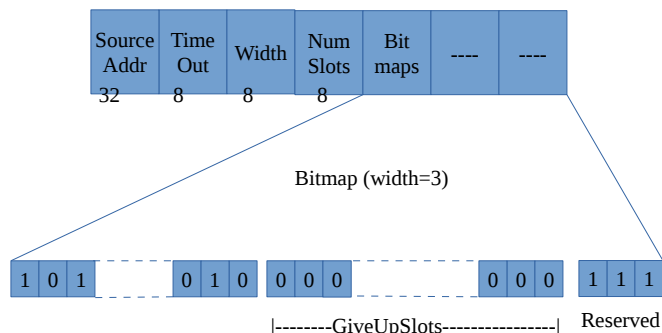 Source Addr
32
Time Out
8
Width
8
Num Slots
8
Bit maps
----
----
Bitmap (width=3)
1 0 1
0 1 0
0 0 0
0 0 0
1 1 1
|--------GiveUpSlots----------------|
Reserved